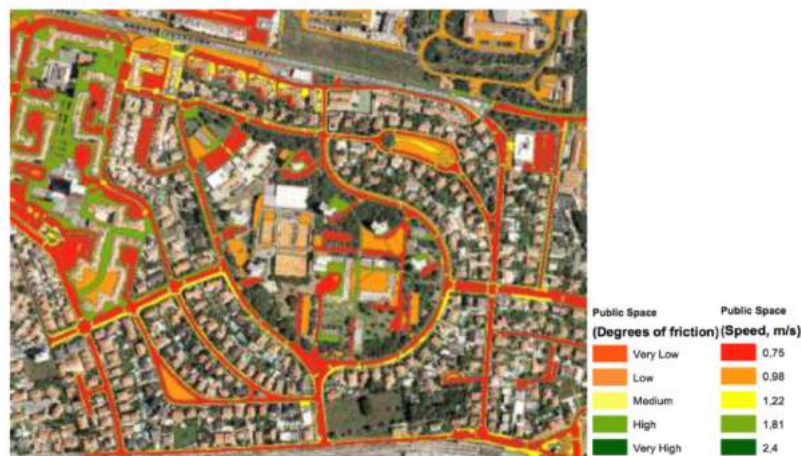 Public Space
(Degrees of friction)
Very Low
Low
Medium
High
Very High
Public Space
(Speed, m/s)
0,75
0,98
1,22
1,81
2,4